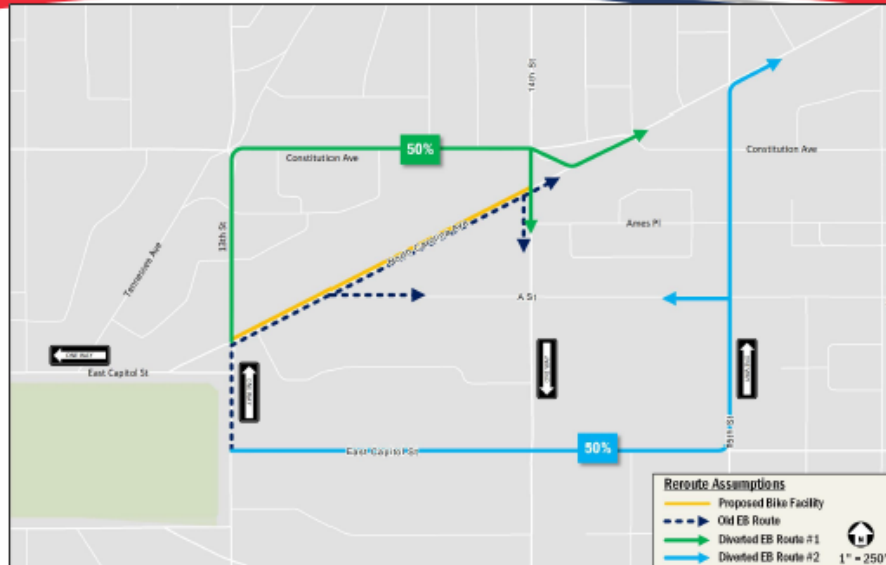 14th St
Constitution Ave
50%
Constitution Ave
13th St
Ames Pl
Tennessee Ave
A St
ONE WAY
East Capitol St
East Capitol St
50%
15th St
Reroute Assumptions
Proposed Bike Facility
Old EB Route
Diverted EB Route #1
Diverted EB Route #2
N
1" = 250'